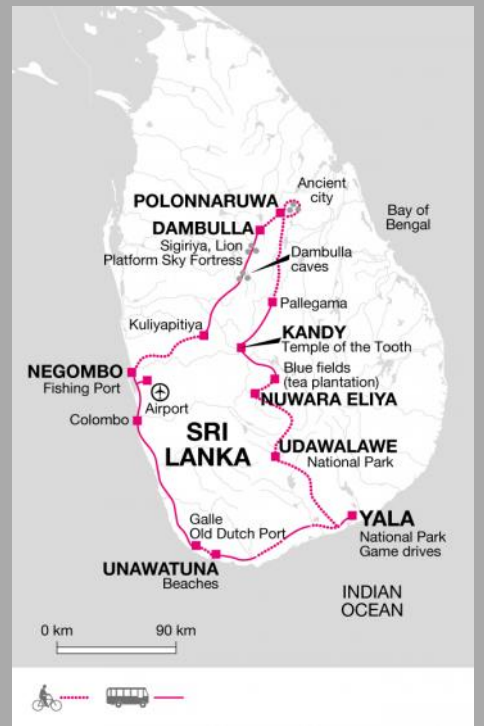 Ancient
city
POLONNARUWA
Bay of
Bengal
DAMBULLA
Sigiriya, Lion
Platform Sky Fortress
Dambulla
caves
Pallegama
Kuliyapitiya
KANDY
Temple of the Tooth
NEGOMBO
Fishing Port
Blue fields
(tea plantation)
Airport
NUWARA ELIYA
Colombo
SRI
LANKA
UDAWALAWE
National Park
YALA
National Park
Game drives
Galle
Old Dutch Port
UNAWATUNA
Beaches
INDIAN
OCEAN
0 km 90 km